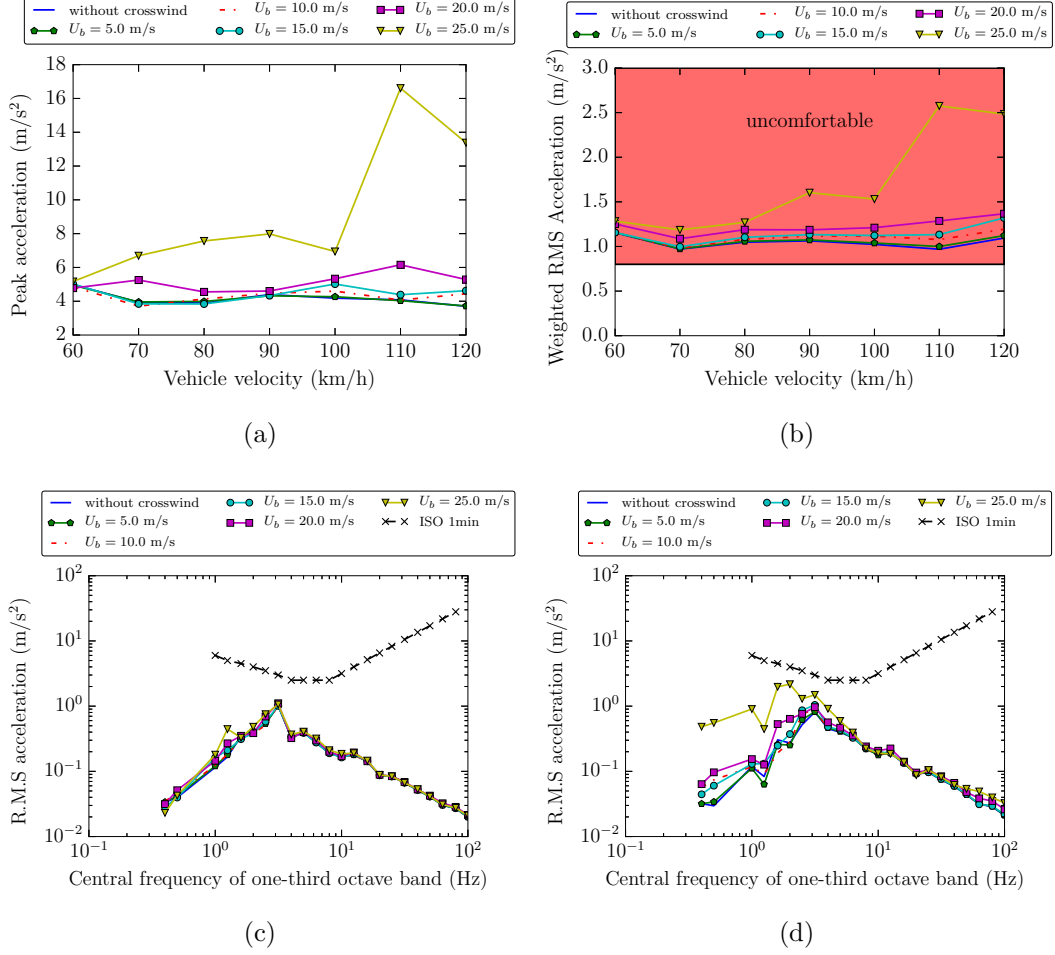 without crosswind
U_b = 5.0 m/s
U_b = 10.0 m/s
U_b = 15.0 m/s
U_b = 20.0 m/s
U_b = 25.0 m/s
Peak acceleration (m/s²)
18
16
14
12
10
8
6
4
2
60 70 80 90 100 110 120
Vehicle velocity (km/h)
(a)
without crosswind
U_b = 5.0 m/s
U_b = 10.0 m/s
U_b = 15.0 m/s
U_b = 20.0 m/s
U_b = 25.0 m/s
Weighted RMS Acceleration (m/s²)
3.0
2.5
2.0
1.5
1.0
0.5
0.0
uncomfortable
60 70 80 90 100 110 120
Vehicle velocity (km/h)
(b)
without crosswind
U_b = 5.0 m/s
U_b = 10.0 m/s
U_b = 15.0 m/s
U_b = 20.0 m/s
U_b = 25.0 m/s
ISO 1min
R.M.S acceleration (m/s²)
10²
10¹
10⁰
10⁻¹
10⁻²
10⁻¹ 10⁰ 10¹ 10²
Central frequency of one-third octave band (Hz)
(c)
without crosswind
U_b = 5.0 m/s
U_b = 10.0 m/s
U_b = 15.0 m/s
U_b = 20.0 m/s
U_b = 25.0 m/s
ISO 1min
R.M.S acceleration (m/s²)
10²
10¹
10⁰
10⁻¹
10⁻²
10⁻¹ 10⁰ 10¹ 10²
Central frequency of one-third octave band (Hz)
(d)